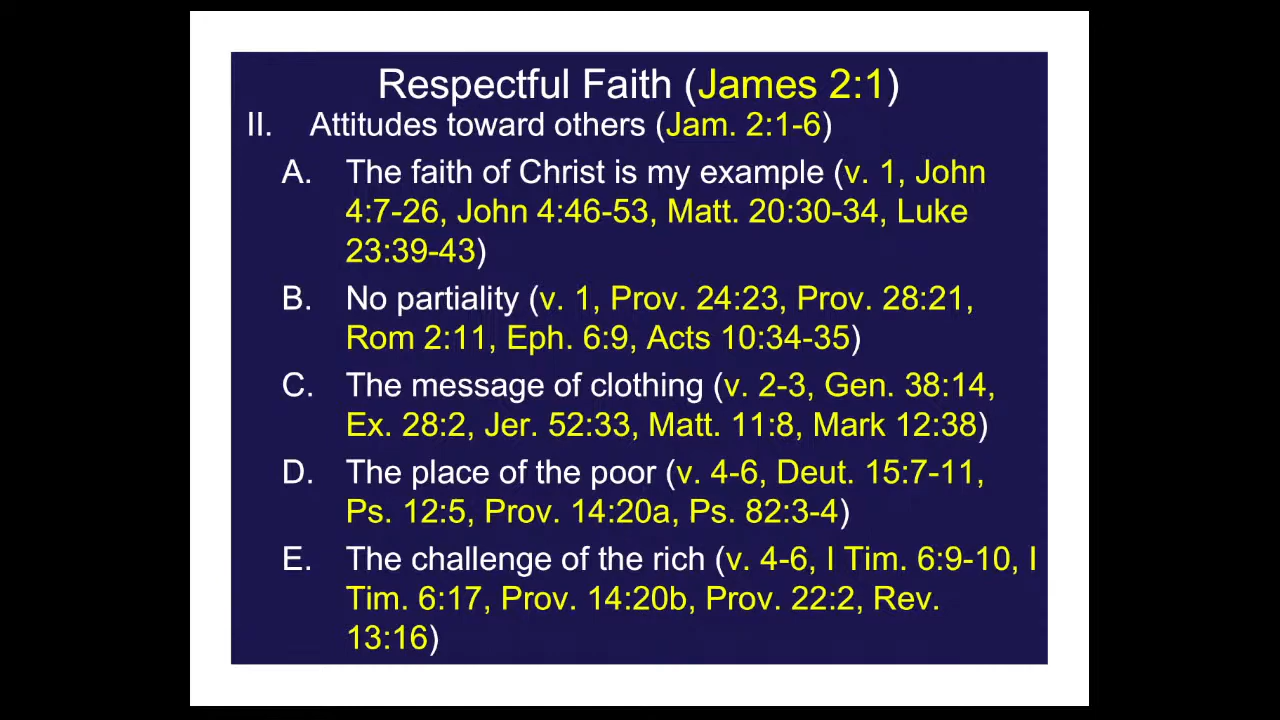 Respectful Faith (James 2:1)
II. Attitudes toward others (Jam. 2:1-6)
A. The faith of Christ is my example (v. 1, John
4:7-26, John 4:46-53, Matt. 20:30-34, Luke
23:39-43)
B. No partiality (v. 1, Prov. 24:23, Prov. 28:21,
Rom 2:11, Eph. 6:9, Acts 10:34-35)
C. The message of clothing (v. 2-3, Gen. 38:14,
Ex. 28:2, Jer. 52:33, Matt. 11:8, Mark 12:38)
D. The place of the poor (v. 4-6, Deut. 15:7-11,
Ps. 12:5, Prov. 14:20a, Ps. 82:3-4)
E. The challenge of the rich (v. 4-6, I Tim. 6:9-10, I
Tim. 6:17, Prov. 14:20b, Prov. 22:2, Rev.
13:16)